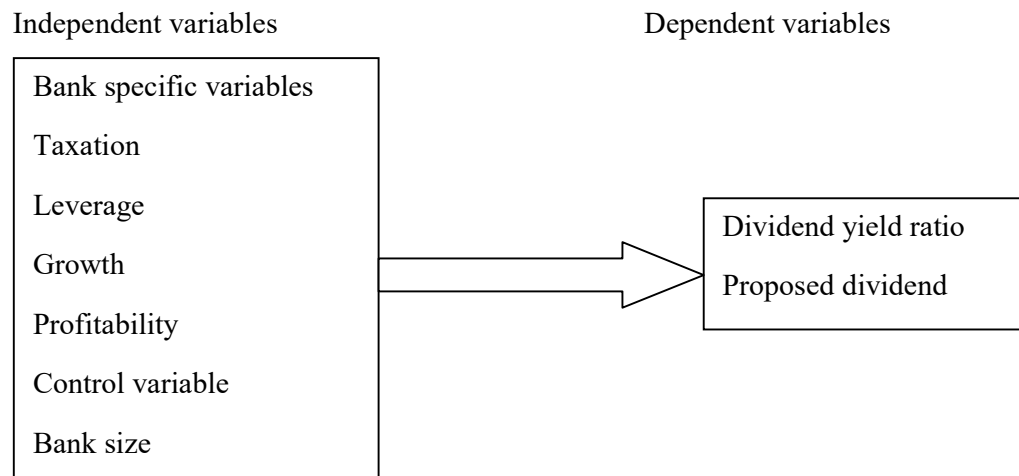 Independent variables
Dependent variables
Bank specific variables
Taxation
Leverage
Growth
Profitability
Control variable
Bank size
Dividend yield ratio
Proposed dividend